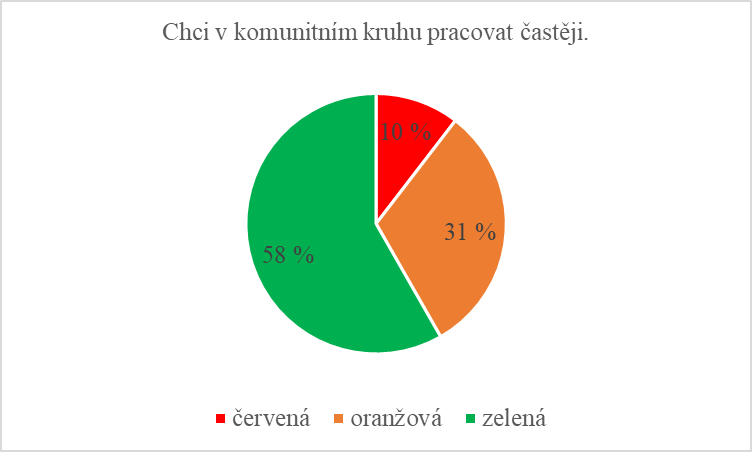 Chci v komunitním kruhu pracovat častěji.
10 %
31 %
58 %
červená oranžová zelená